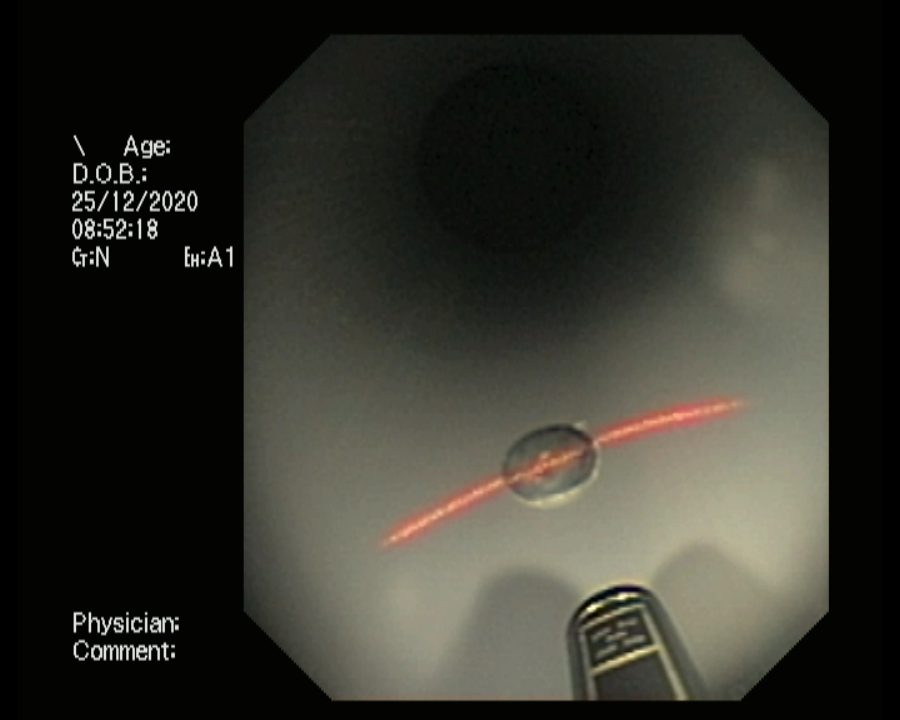 \ Age:
D.O.B.:
25/12/2020
08:52:18
Cr:N Eh:A1
Physician:
Comment: